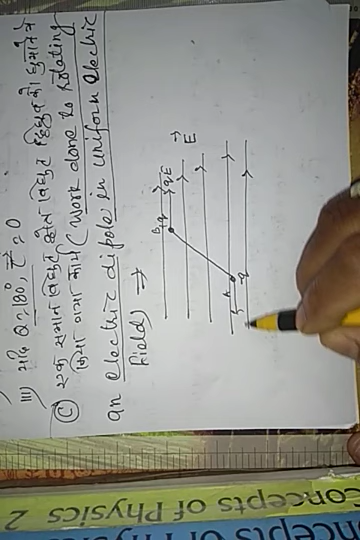 III) यदि θ = 180°, τ⃗ = 0
(C) एक समान विद्युत क्षेत्र में विद्युत द्विध्रुव को घुमाने में
किया गया कार्य (Work done to rotating
an electric dipole in uniform electric
field) ⇒
B +q qE
E⃗
A -q
Concepts of Physics 2